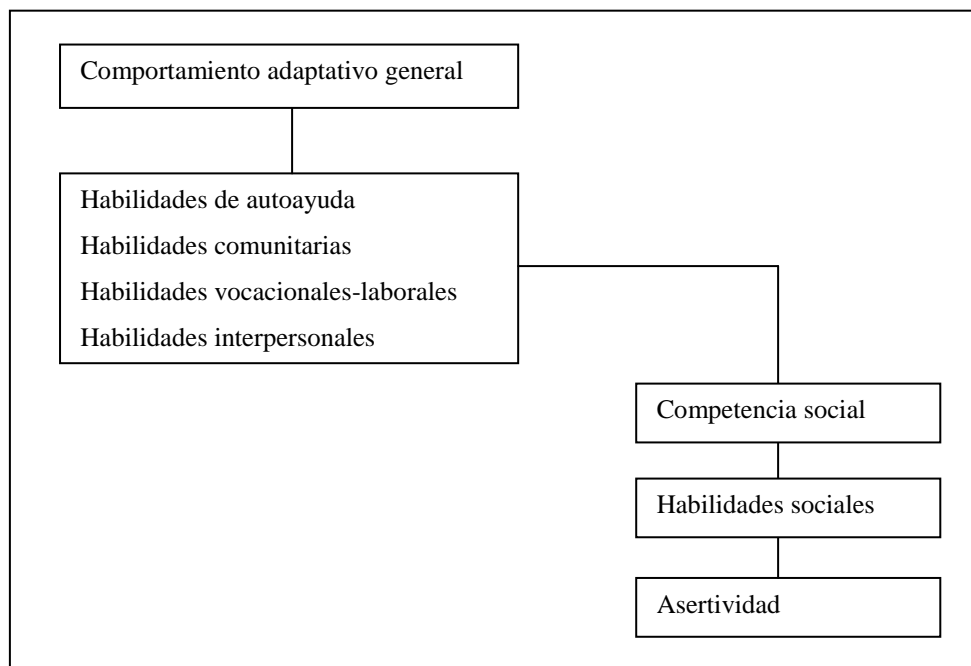 Comportamiento adaptativo general
Habilidades de autoayuda
Habilidades comunitarias
Habilidades vocacionales-laborales
Habilidades interpersonales
Competencia social
Habilidades sociales
Asertividad